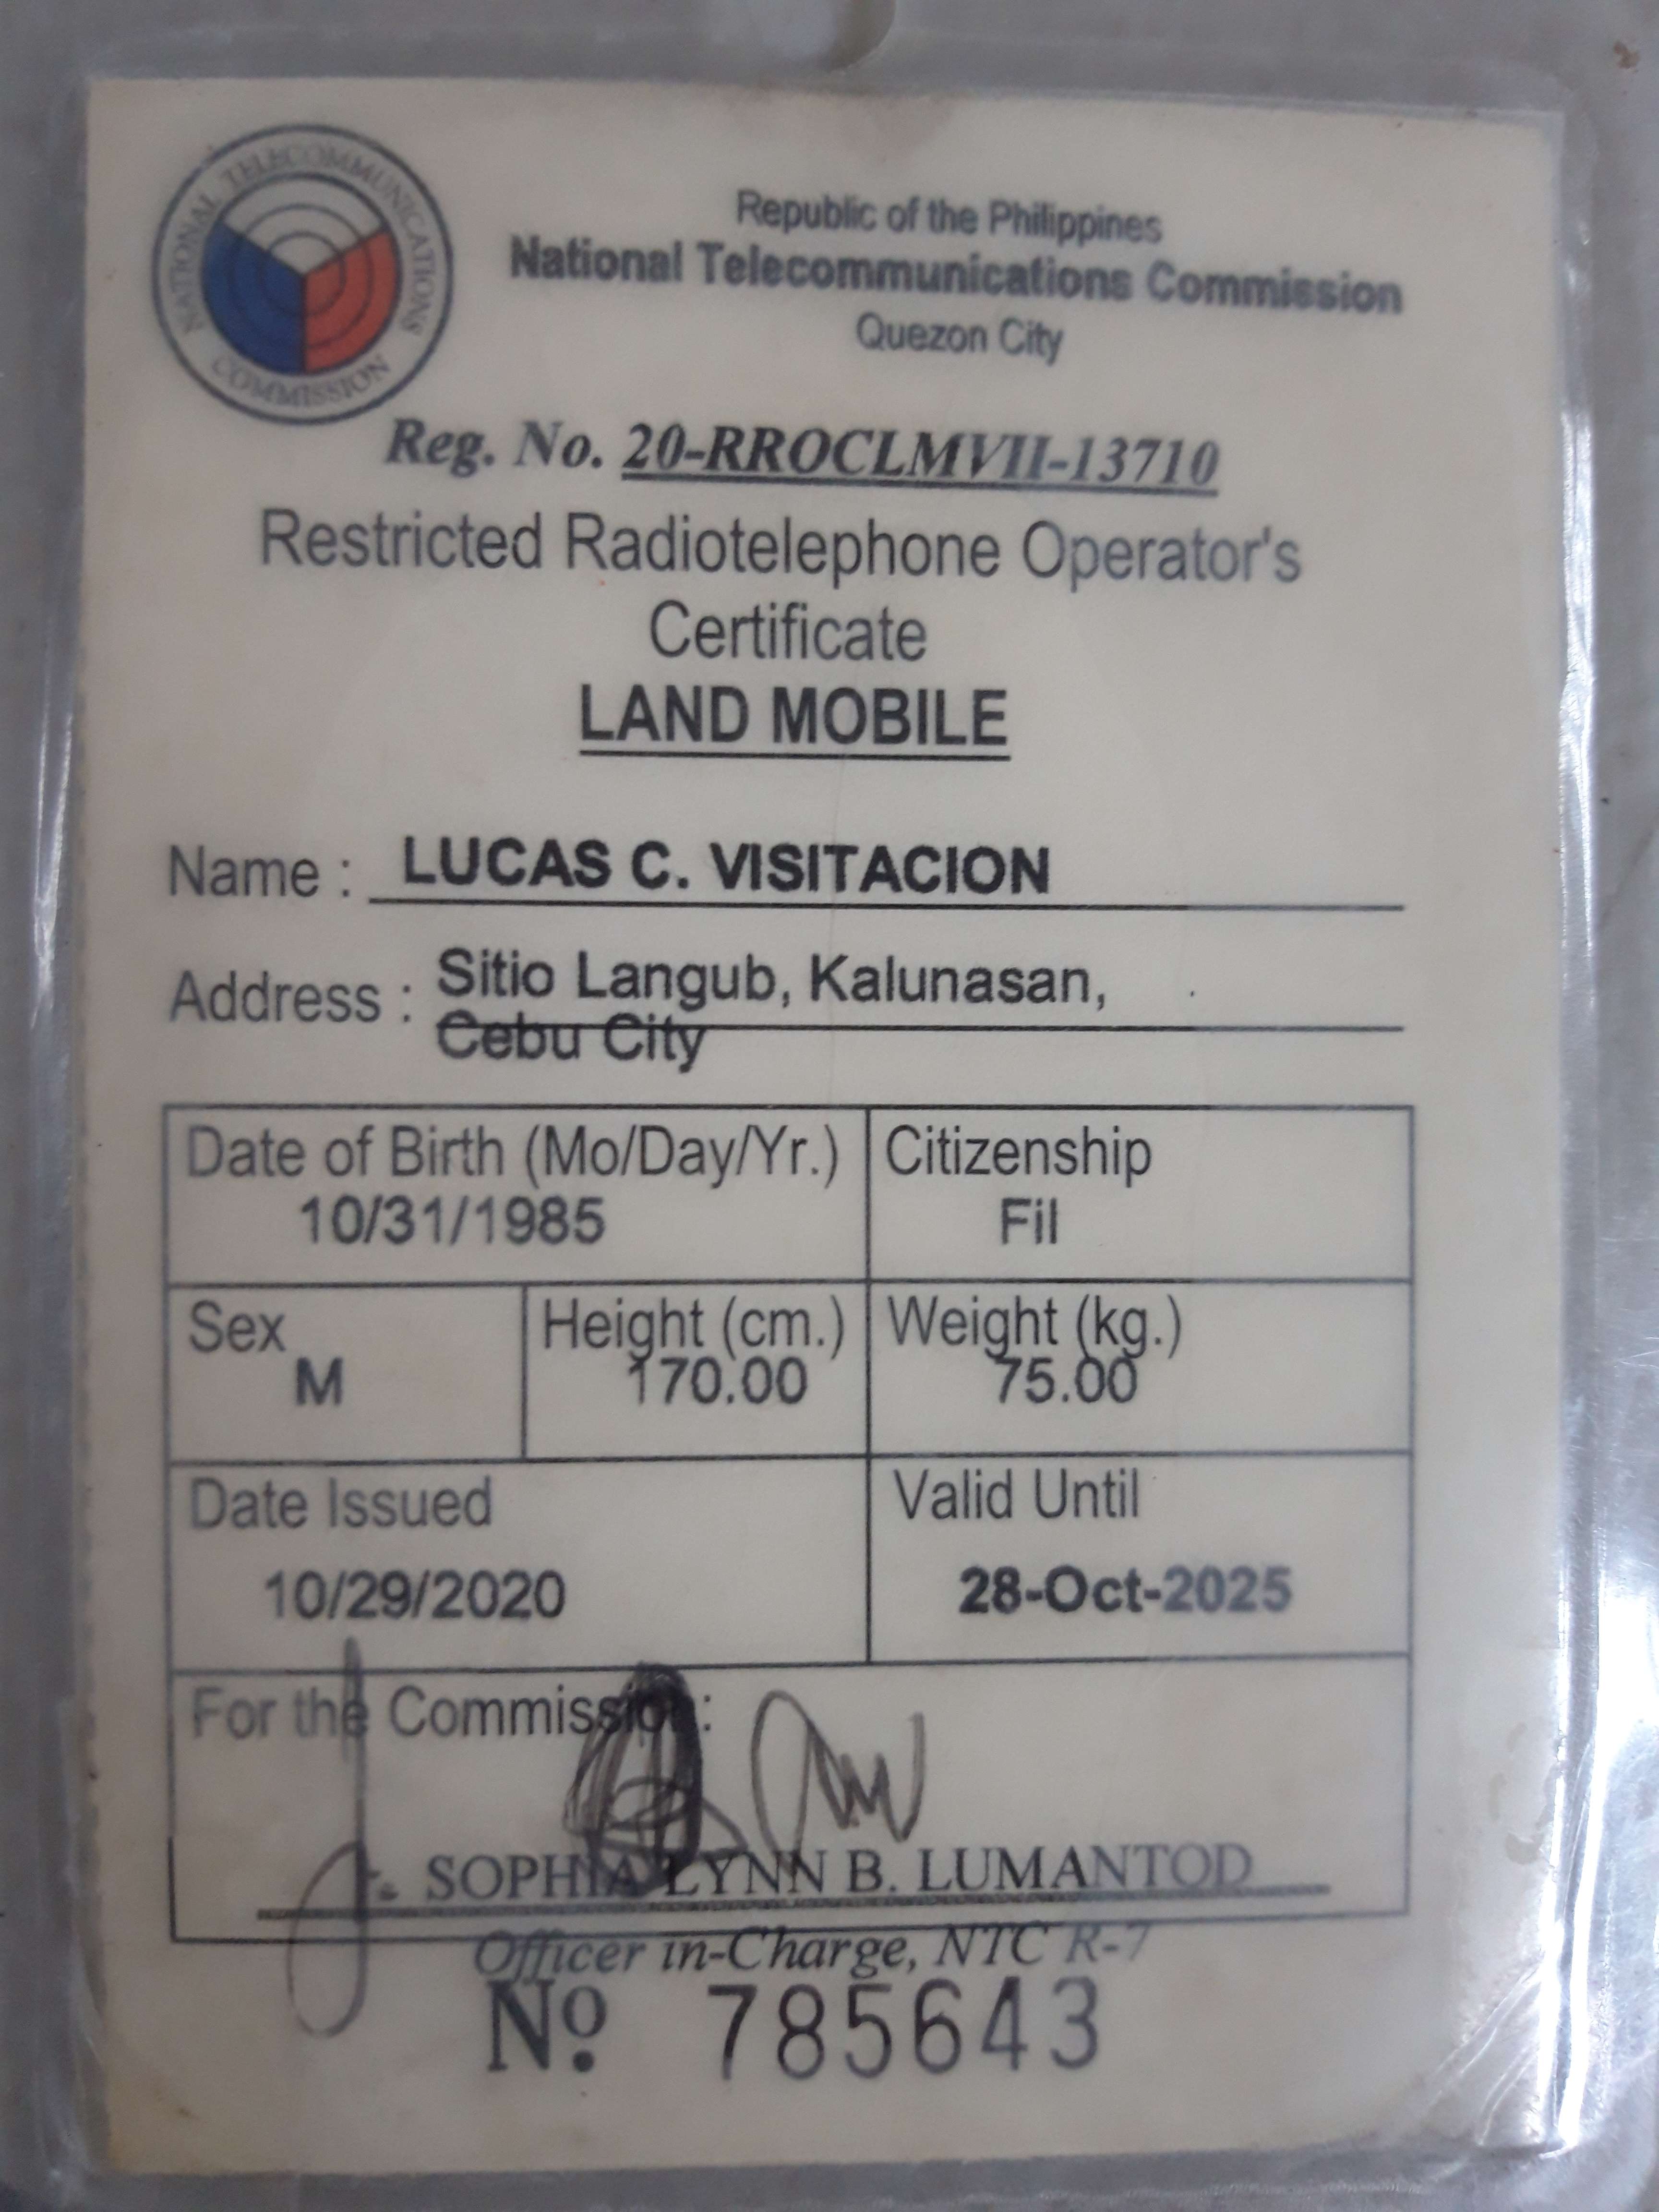 NATIONAL TELECOMMUNICATIONS
COMMISSION
Republic of the Philippines
National Telecommunications Commission
Quezon City
Reg. No. 20-RROCLMVII-13710
Restricted Radiotelephone Operator's
Certificate
LAND MOBILE
Name : LUCAS C. VISITACION
Address : Sitio Langub, Kalunasan,
Cebu City
Date of Birth (Mo/Day/Yr.) Citizenship
10/31/1985 Fil
Sex Height (cm.) Weight (kg.)
M 170.00 75.00
Date Issued Valid Until
10/29/2020 28-Oct-2025
For the Commission:
SOPHIA LYNN B. LUMANTOD
Officer in-Charge, NTC R-7
Nº 785643